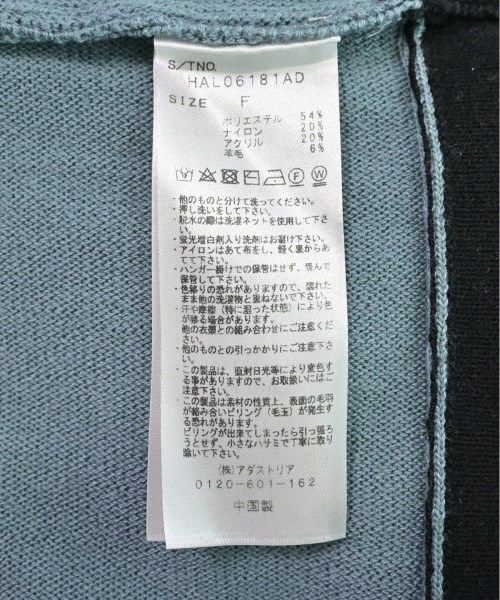 S/TNO.
HAL06181AD
SIZE F
ポリエステル 54%
ナイロン 20%
アクリル 20%
羊毛 6%
・他のものと分けて洗ってください。
・押し洗いをして下さい。
・脱水の際は洗濯ネットを使用して下さい。
・蛍光増白剤入り洗剤はお避け下さい。
・アイロンはあて布をし、軽く裏からあ
てて下さい。
・ハンガー掛けでの保管はせず、畳んで
保管して下さい。
・色移りの恐れがありますので、濡れた
まま他の洗濯物と重ねないで下さい。
・汗や摩擦（特に湿った状態）により色
が移る場合がありますので
他の衣類との組み合わせにご注意くださ
い。
・他のものとの引っかかりにご注意下さ
い。
・この製品は、直射日光等により変色す
る事がありますので、お取扱いにはご
注意下さい。
・この製品は素材の性質上、表面の毛羽
が絡み合いピリング（毛玉）が発生す
る恐れがあります。
ピリングが出来てしまったら引っ張ろ
うとせず、小さなハサミで丁寧に取り
除いて下さい。
(株)アダストリア
0120-601-162
中国製